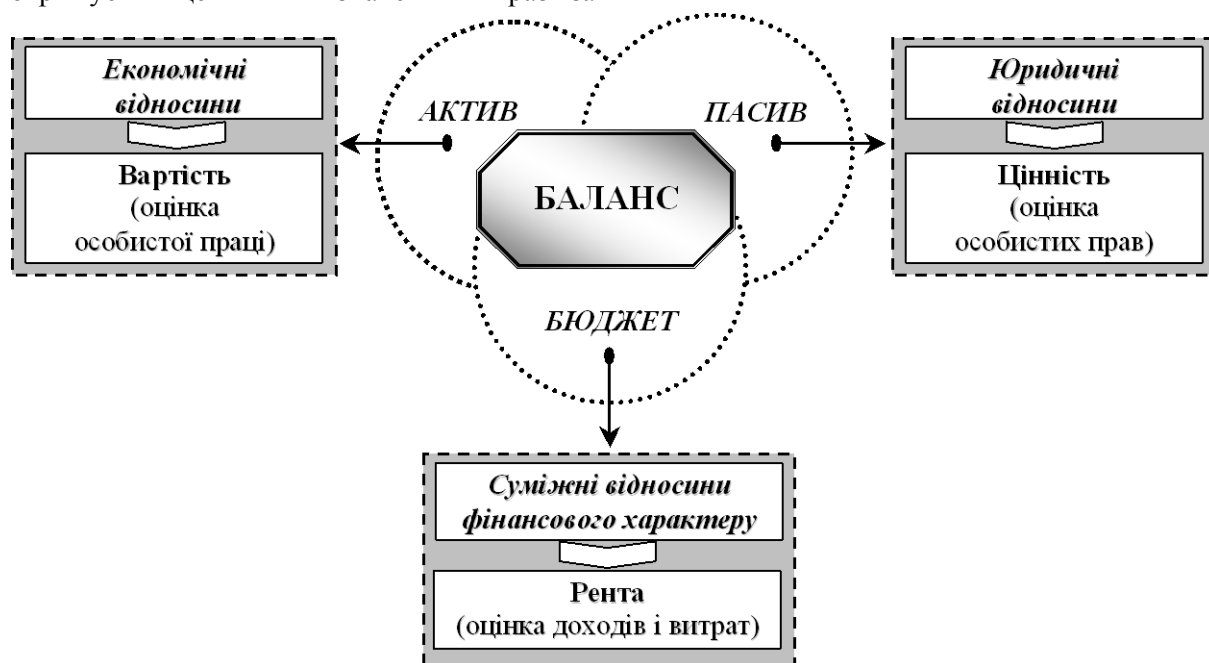 Економічні
відносини
Вартість
(оцінка
особистої праці)
АКТИВ
ПАСИВ
БАЛАНС
БЮДЖЕТ
Юридичні
відносини
Цінність
(оцінка
особистих прав)
Суміжні відносини
фінансового характеру
Рента
(оцінка доходів і витрат)